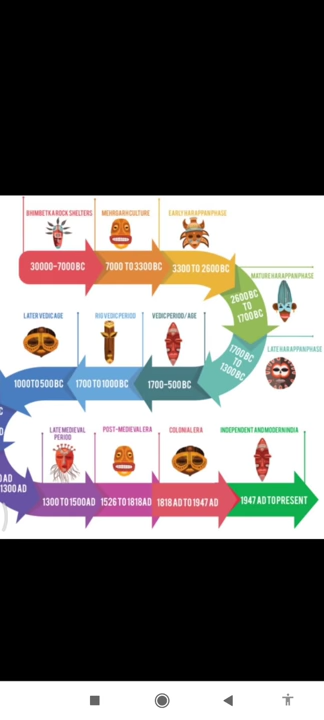 BHIMBETKA ROCK SHELTERS
MEHRGARH CULTURE
EARLY HARAPPAN PHASE
30000-7000 BC
7000 TO 3300 BC
3300 TO 2600 BC
MATURE HARAPPAN PHASE
2600 BC
TO
1700 BC
LATER VEDIC AGE
RIG VEDIC PERIOD
VEDIC PERIOD/AGE
LATE HARAPPAN PHASE
1700 BC
TO
1300 BC
1000 TO 500 BC
1700 TO 1000 BC
1700-500 BC
LATE MEDIVAL
PERIOD
POST-MEDIEVAL ERA
COLONIAL ERA
INDEPENDENT AND MODERN INDIA
AD
1300 AD
1300 TO 1500 AD
1526 TO 1818 AD
1818 AD TO 1947 AD
1947 AD TO PRESENT